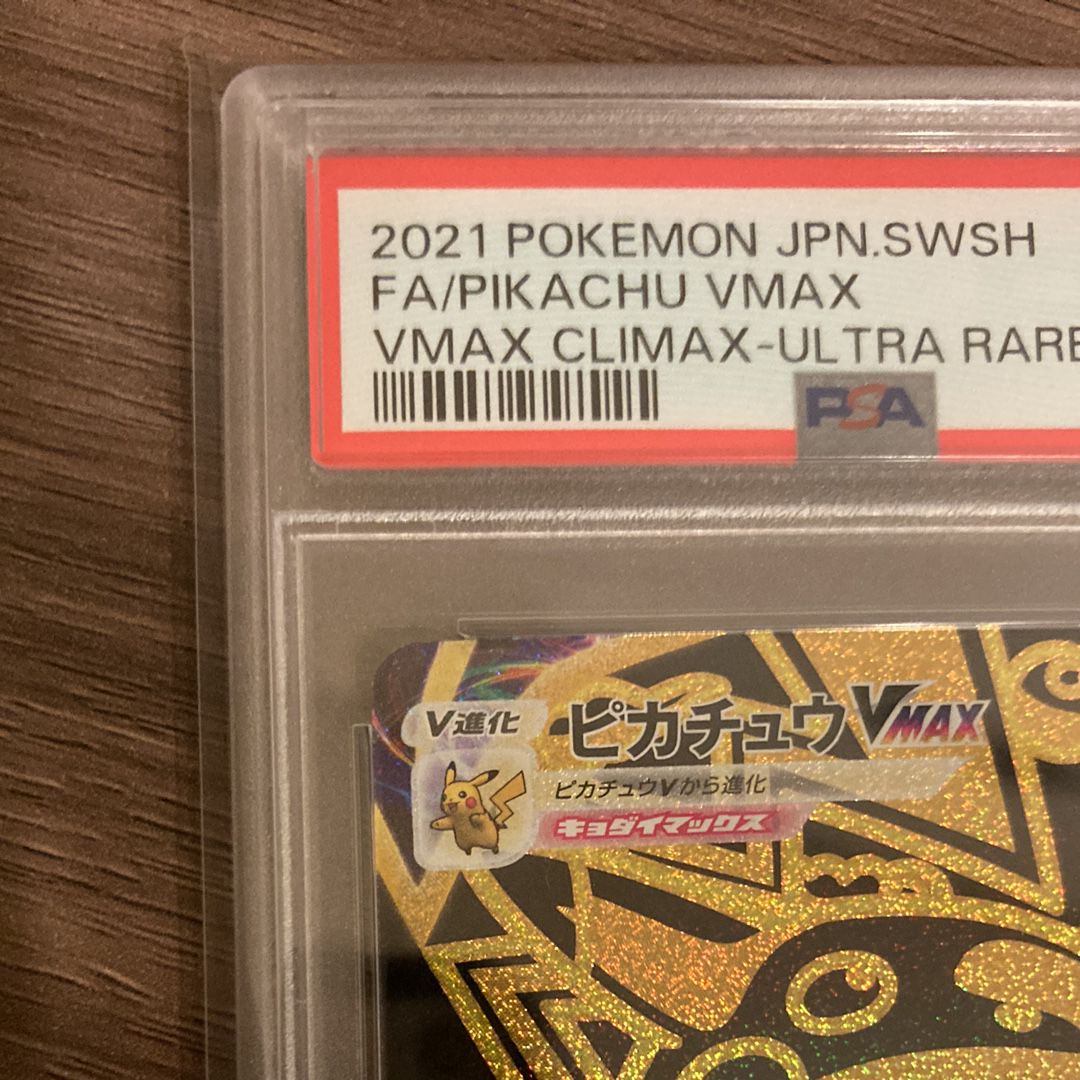 2021 POKEMON JPN.SWSH
FA/PIKACHU VMAX
VMAX CLIMAX-ULTRA RARE
PSA
V進化
ピカチュウVMAX
ピカチュウVから進化
キョダイマックス